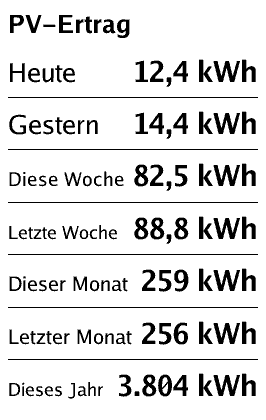 PV-Ertrag
Heute 12,4 kWh
Gestern 14,4 kWh
Diese Woche 82,5 kWh
Letzte Woche 88,8 kWh
Dieser Monat 259 kWh
Letzter Monat 256 kWh
Dieses Jahr 3.804 kWh